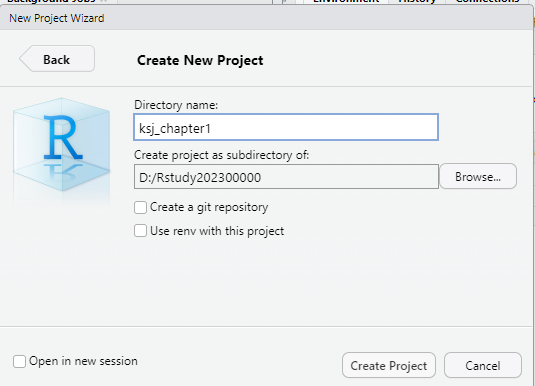 Background Jobs
Environment History Connections
New Project Wizard
Back
Create New Project
R
Directory name:
ksj_chapter1
Create project as subdirectory of:
D:/Rstudy202300000
Browse...
Create a git repository
Use renv with this project
Open in new session
Create Project
Cancel